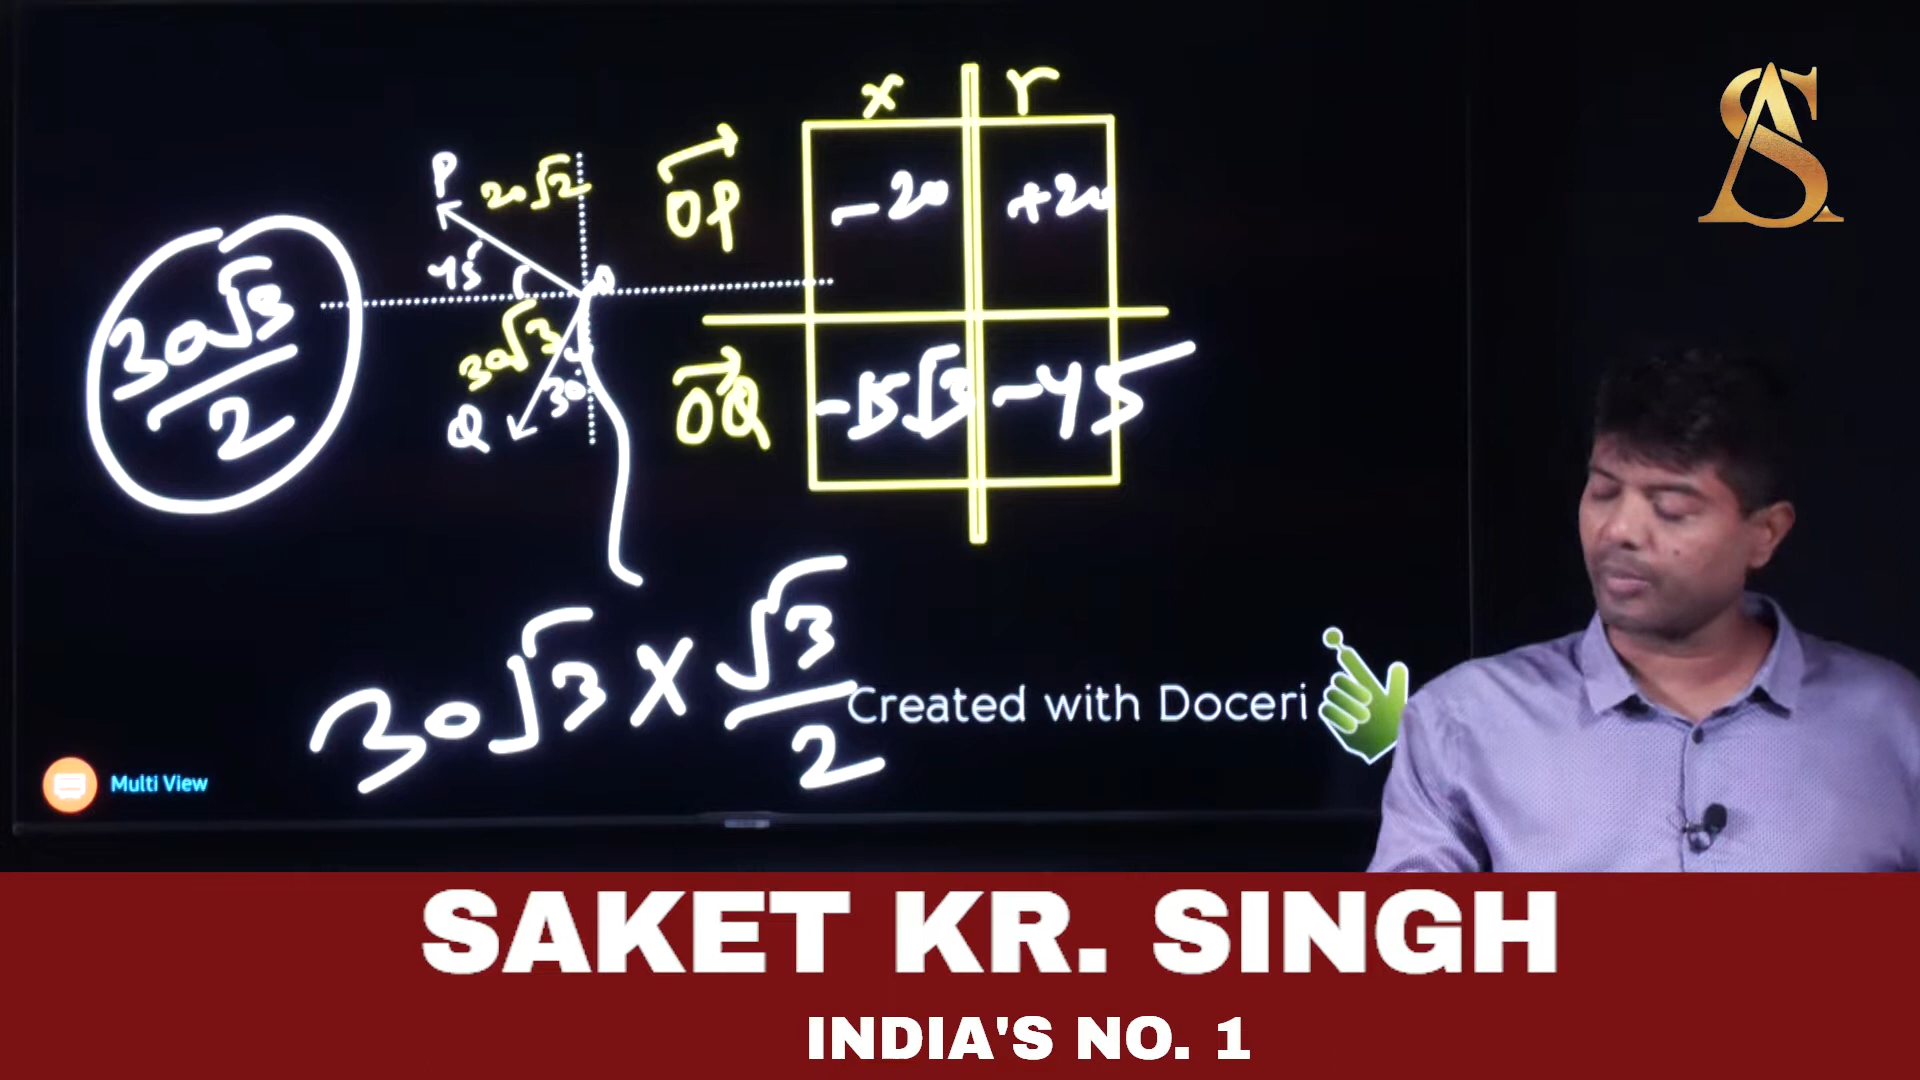 x Y
P 20√2 OP -20 +20
45° O
30√3/2
30√3 OQ -15√3 -45
30
Q
30√3 × √3/2
Created with Doceri
Multi View
SAKET KR. SINGH
INDIA'S NO. 1